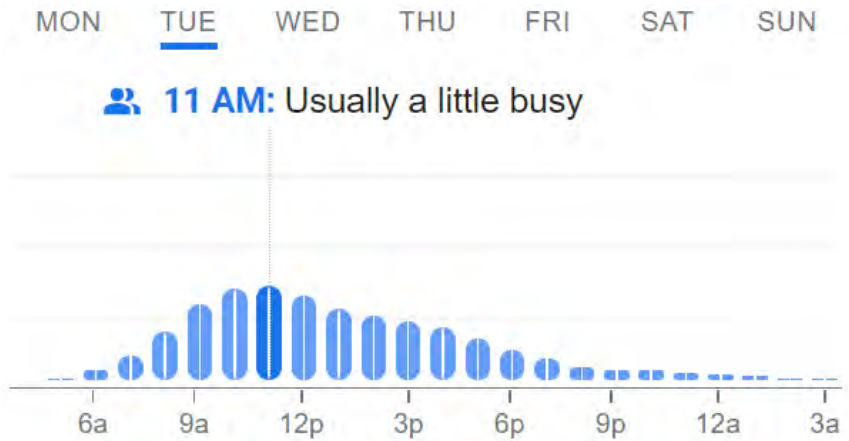 MON TUE WED THU FRI SAT SUN
11 AM: Usually a little busy
6a 9a 12p 3p 6p 9p 12a 3a